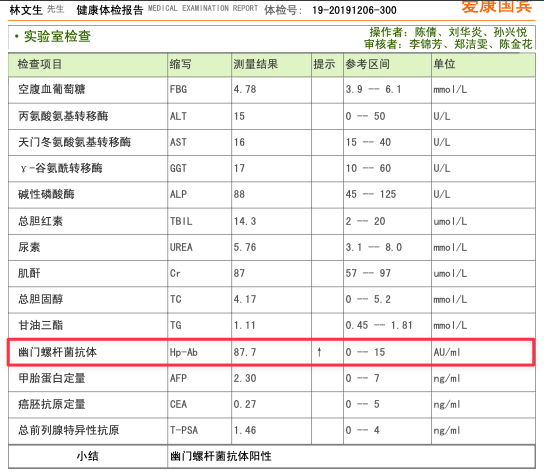 林文生 先生 健康体检报告 MEDICAL EXAMINATION REPORT 体检号: 19-20191206-300 爱康国宾
·实验室检查 操作者：陈倩、刘华炎、孙兴悦
审核者：李锦芳、郑洁雯、陈金花
检查项目 缩写 测量结果 提示 参考区间 单位
空腹血葡萄糖 FBG 4.78 3.9 -- 6.1 mmol/L
丙氨酸氨基转移酶 ALT 15 0 -- 50 U/L
天门冬氨酸氨基转移酶 AST 16 15 -- 40 U/L
γ-谷氨酰转移酶 GGT 17 10 -- 60 U/L
碱性磷酸酶 ALP 88 45 -- 125 U/L
总胆红素 TBIL 14.3 2 -- 20 umol/L
尿素 UREA 5.76 3.1 -- 8.0 mmol/L
肌酐 Cr 87 57 -- 97 umol/L
总胆固醇 TC 4.17 0 -- 5.2 mmol/L
甘油三酯 TG 1.11 0.45 -- 1.81 mmol/L
幽门螺杆菌抗体 Hp-Ab 87.7 ↑ 0 -- 15 AU/ml
甲胎蛋白定量 AFP 2.30 0 -- 7 ng/ml
癌胚抗原定量 CEA 0.27 0 -- 5 ng/ml
总前列腺特异性抗原 T-PSA 1.46 0 -- 4 ng/ml
小结 幽门螺杆菌抗体阳性